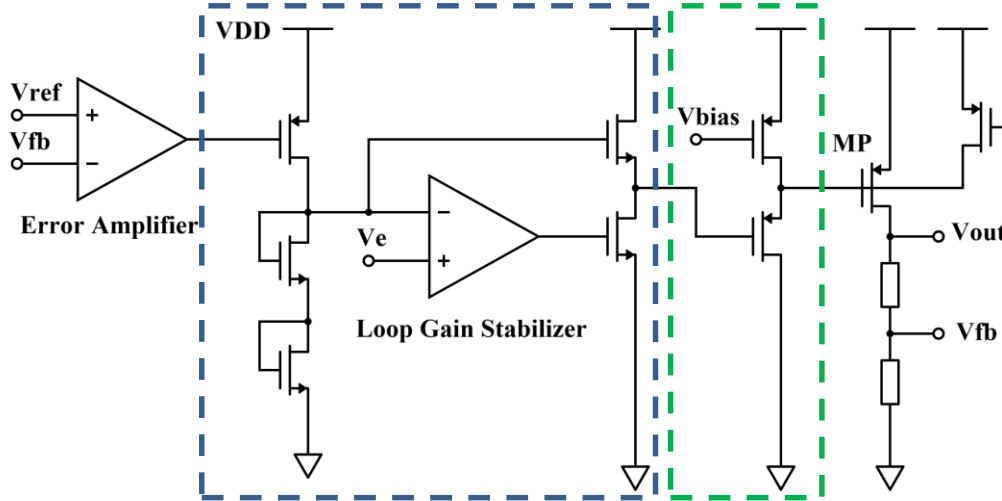 VDD
Vref
+
Vfb
−
Error Amplifier
Vbias
MP
Ve
−
+
Loop Gain Stabilizer
Vout
Vfb